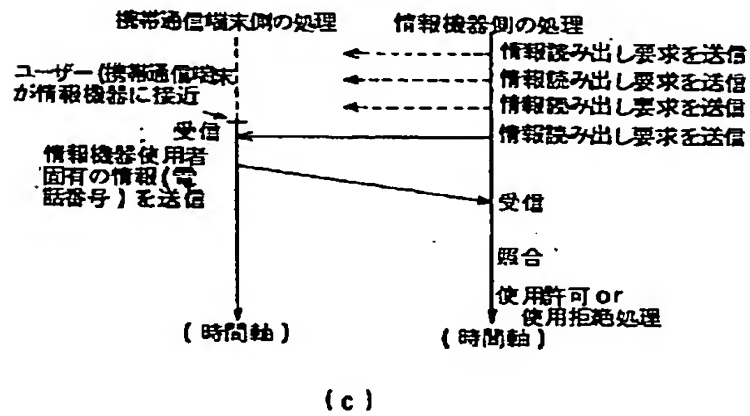 携帯通信端末側の処理
情報機器側の処理
情報読み出し要求を送信
情報読み出し要求を送信
情報読み出し要求を送信
情報読み出し要求を送信
ユーザー(携帯通信端末
が情報機器に接近
受信
情報機器使用者
固有の情報(電
話番号)を送信
受信
照合
使用許可or
使用拒絶処理
(時間軸)
(時間軸)
(c)